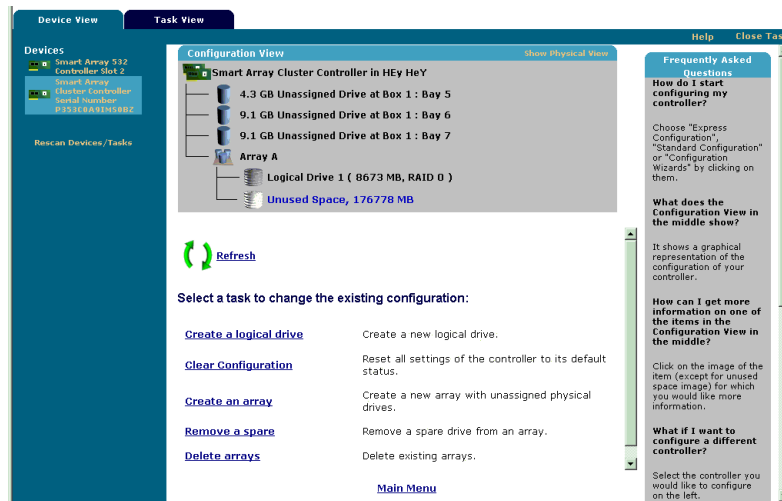 Device View
Task View
Help
Close Tas
Devices
Smart Array 532
Controller Slot 2
Smart Array
Cluster Controller
Serial Number
P353C0A9IMS8BZ
Rescan Devices/Tasks
Configuration View
Show Physical View
Smart Array Cluster Controller in HEy HeY
4.3 GB Unassigned Drive at Box 1 : Bay 5
9.1 GB Unassigned Drive at Box 1 : Bay 6
9.1 GB Unassigned Drive at Box 1 : Bay 7
Array A
Logical Drive 1 ( 8673 MB, RAID 0 )
Unused Space, 176778 MB
Refresh
Select a task to change the existing configuration:
Create a logical drive
Create a new logical drive.
Clear Configuration
Reset all settings of the controller to its default
status.
Create an array
Create a new array with unassigned physical
drives.
Remove a spare
Remove a spare drive from an array.
Delete arrays
Delete existing arrays.
Main Menu
Frequently Asked
Questions
How do I start
configuring my
controller?
Choose "Express
Configuration",
"Standard Configuration"
or "Configuration
Wizards" by clicking on
them.
What does the
Configuration View in
the middle show?
It shows a graphical
representation of the
configuration of your
controller.
How can I get more
information on one of
the items in the
Configuration View in
the middle?
Click on the image of the
item (except for unused
space image) for which
you would like more
information.
What if I want to
configure a different
controller?
Select the controller you
would like to configure
on the left.